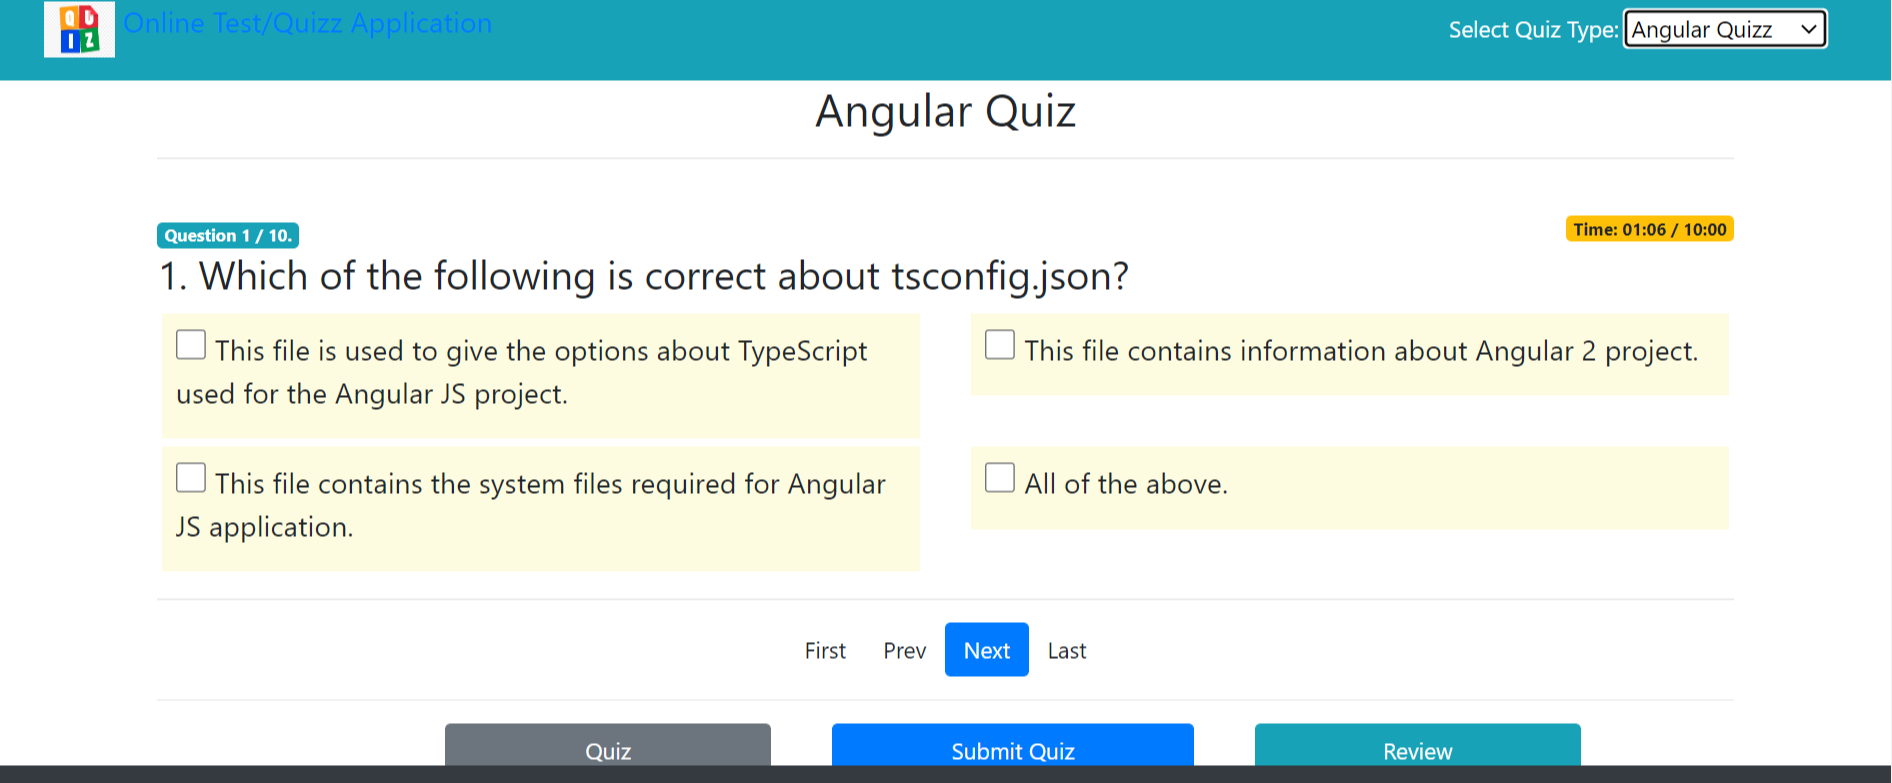 QUIZ
Online Test/Quizz Application
Select Quiz Type: Angular Quizz
Angular Quiz
Question 1 / 10.
Time: 01:06 / 10:00
1. Which of the following is correct about tsconfig.json?
This file is used to give the options about TypeScript
used for the Angular JS project.
This file contains information about Angular 2 project.
This file contains the system files required for Angular
JS application.
All of the above.
First Prev Next Last
Quiz Submit Quiz Review